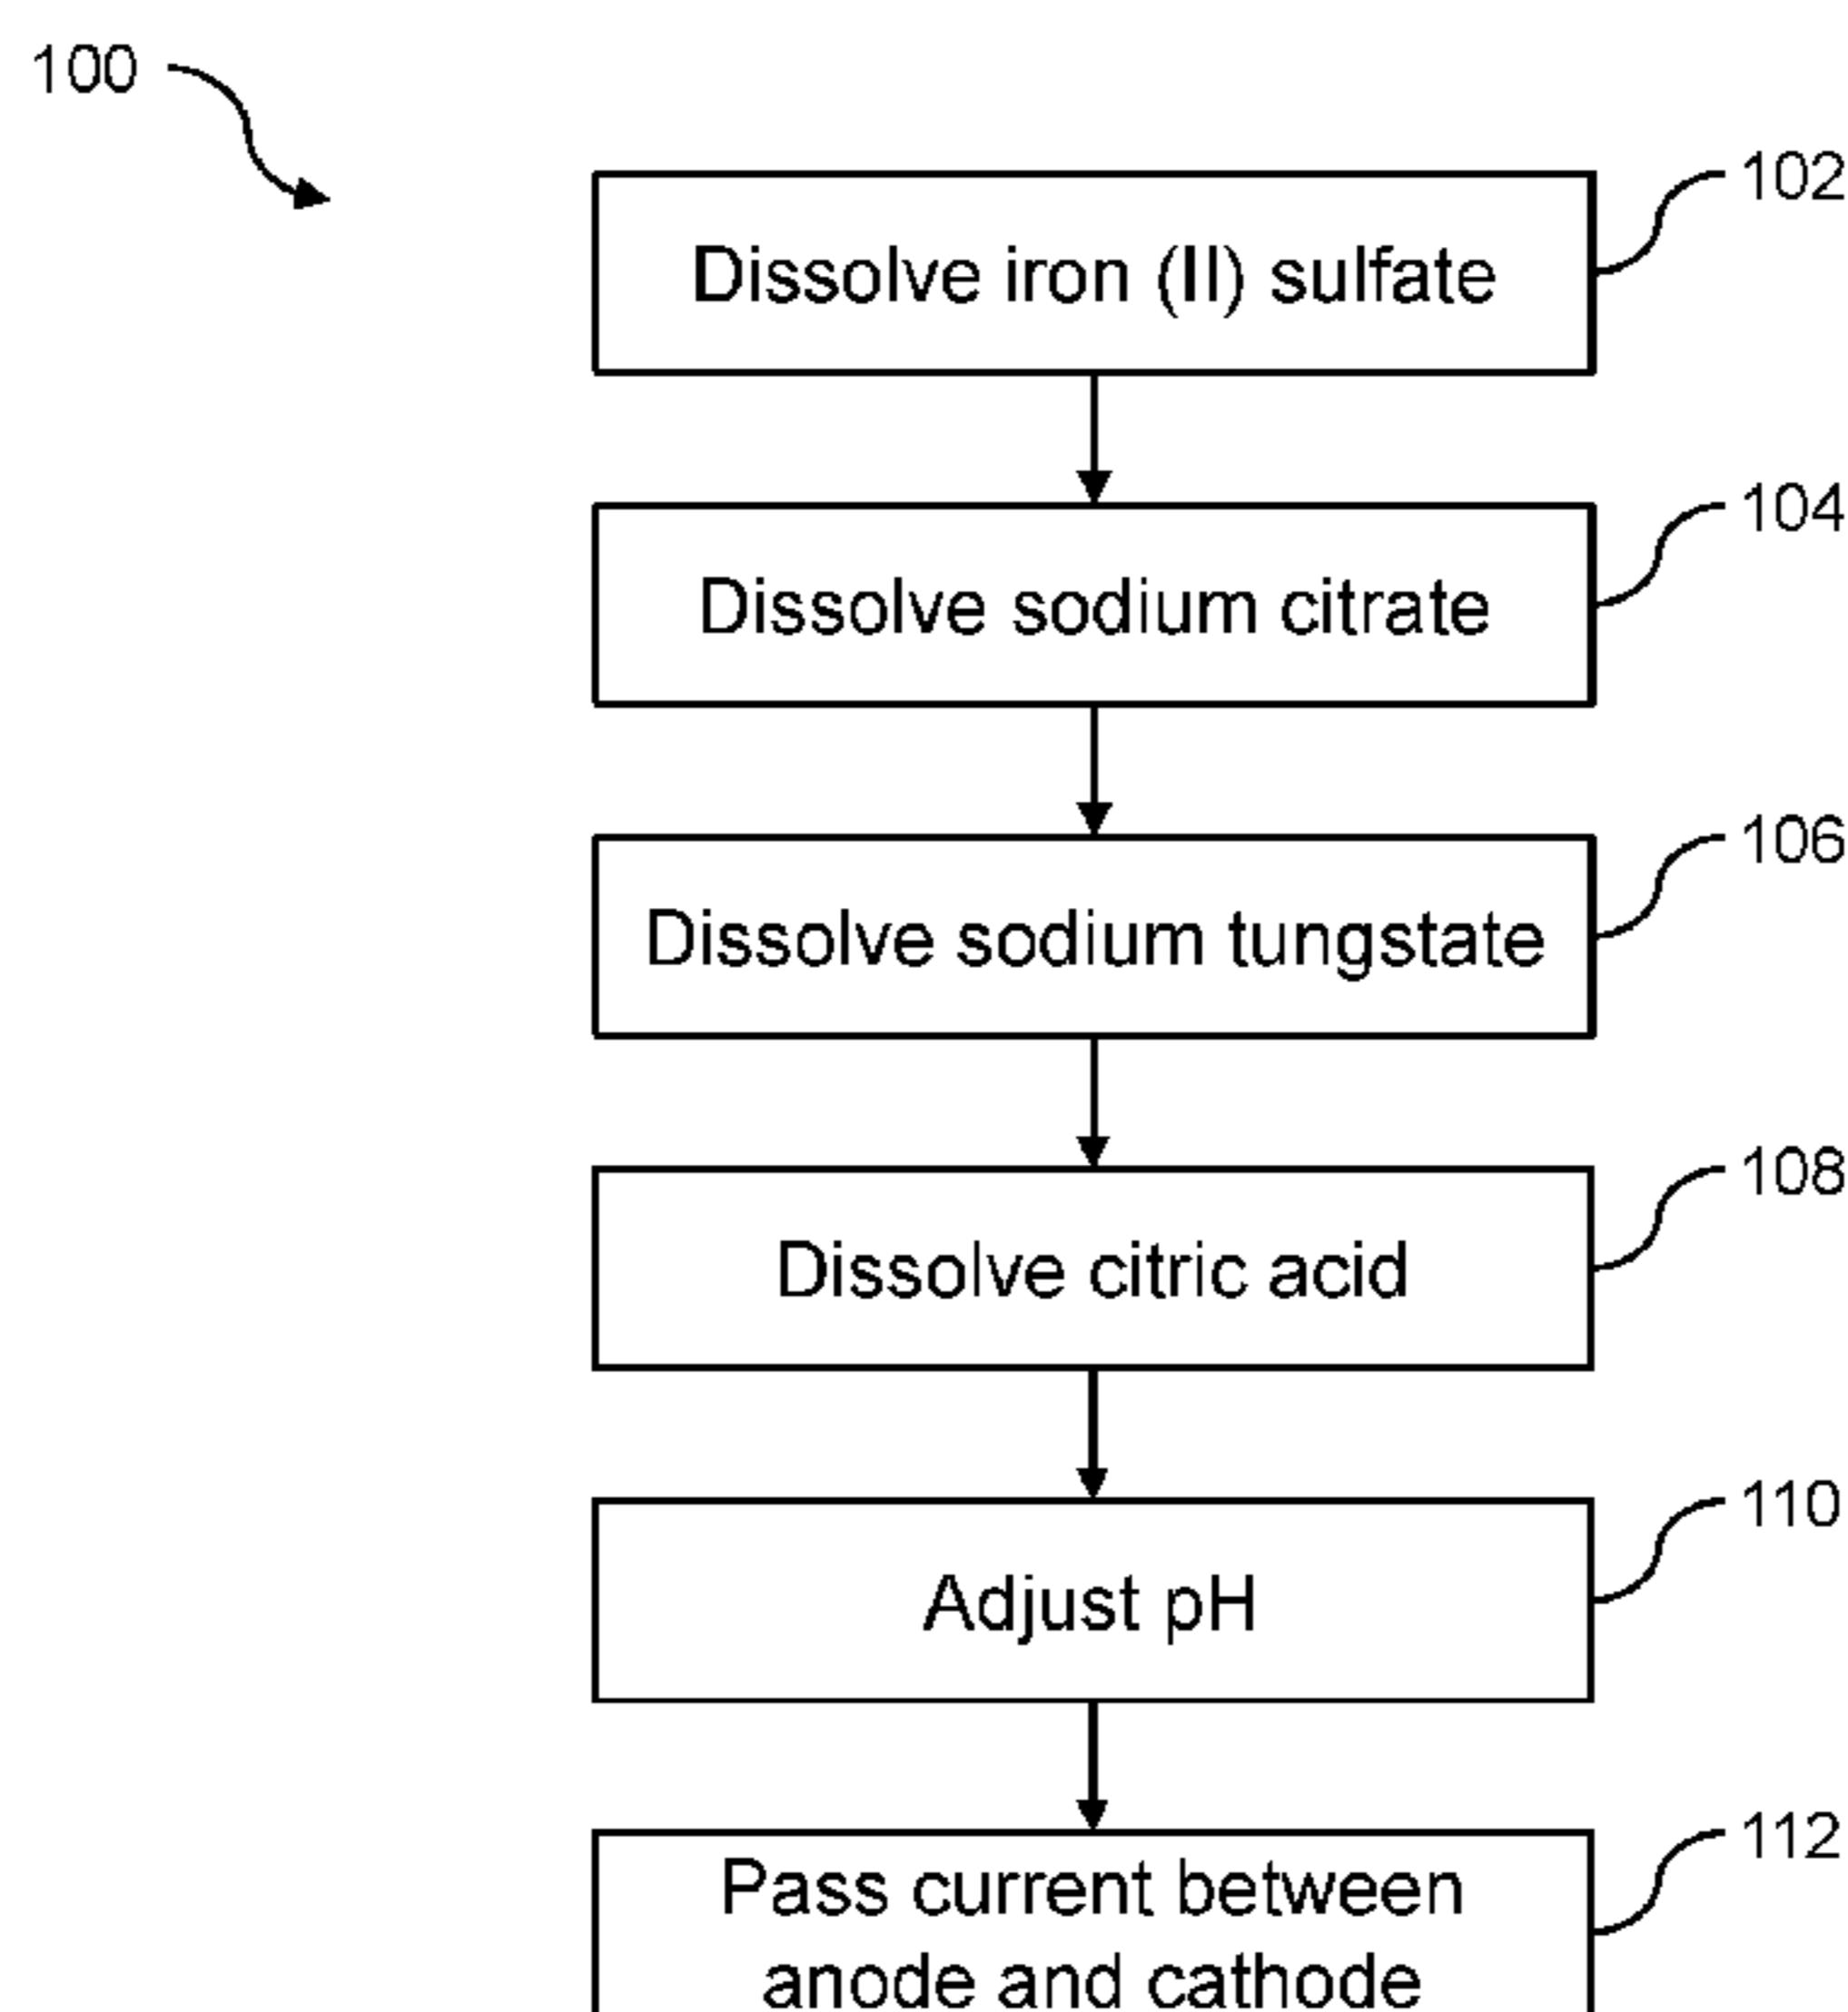 100
102
Dissolve iron (II) sulfate
104
Dissolve sodium citrate
106
Dissolve sodium tungstate
108
Dissolve citric acid
110
Adjust pH
112
Pass current between
anode and cathode